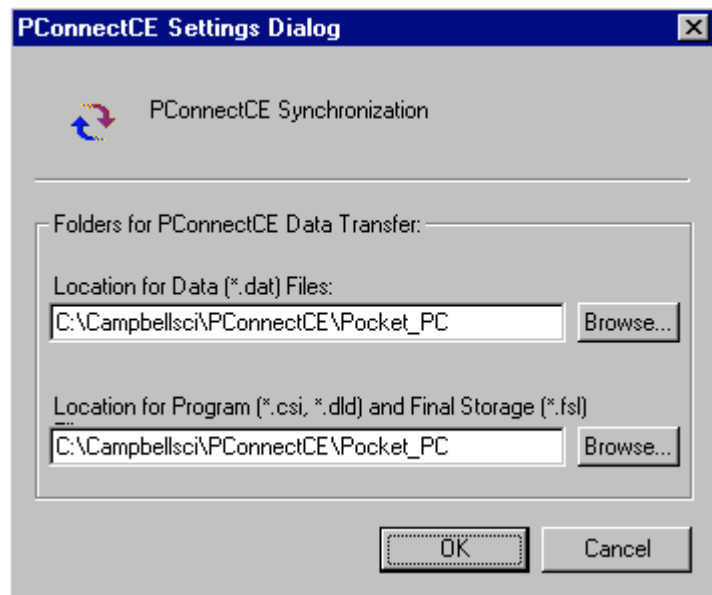 PConnectCE Settings Dialog
PConnectCE Synchronization
Folders for PConnectCE Data Transfer:
Location for Data (*.dat) Files:
C:\Campbellsci\PConnectCE\Pocket_PC
Browse...
Location for Program (*.csi, *.dld) and Final Storage (*.fsl)
C:\Campbellsci\PConnectCE\Pocket_PC
Browse...
OK
Cancel